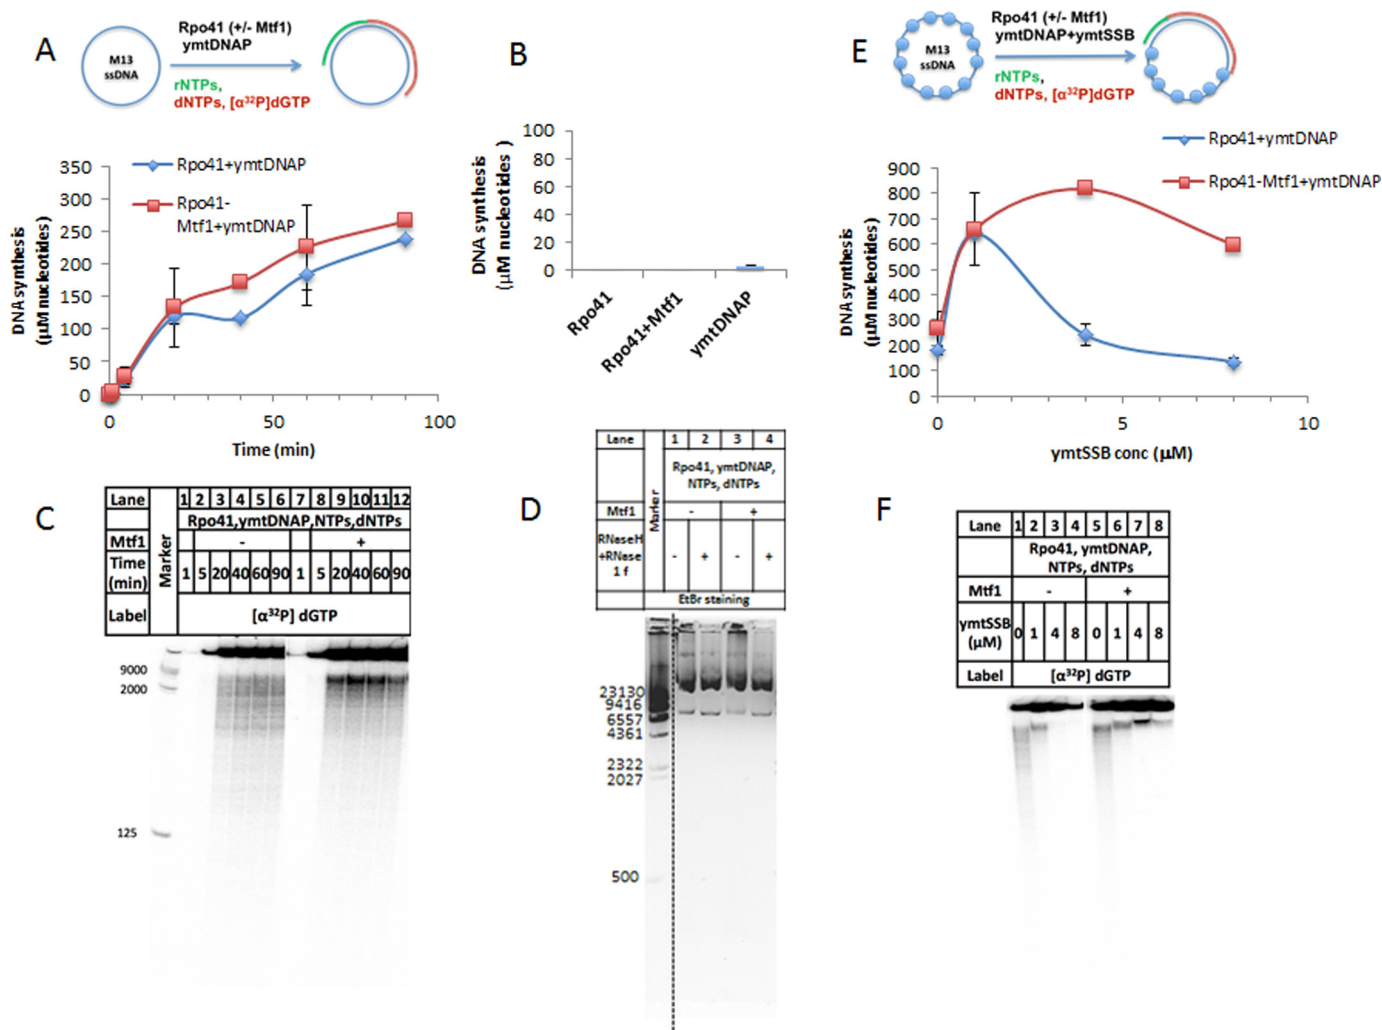 A
Rpo41 (+/- Mtf1)
ymtDNAP
M13
ssDNA
rNTPs,
dNTPs, [α³²P]dGTP
Rpo41+ymtDNAP
Rpo41-
Mtf1+ymtDNAP
DNA synthesis
(µM nucleotides)
350
300
250
200
150
100
50
0
0
50
100
Time (min)
B
DNA synthesis
(µM nucleotides )
100
80
60
40
20
0
Rpo41
Rpo41+Mtf1
ymtDNAP
E
Rpo41 (+/- Mtf1)
ymtDNAP+ymtSSB
M13
ssDNA
rNTPs,
dNTPs, [α³²P]dGTP
Rpo41+ymtDNAP
Rpo41-Mtf1+ymtDNAP
DNA synthesis
(µM nucleotides)
900
800
700
600
500
400
300
200
100
0
0
5
10
ymtSSB conc (µM)
C
Lane
Marker
1 2 3 4 5 6 7 8 9 10 11 12
Rpo41,ymtDNAP,NTPs,dNTPs
Mtf1 - +
Time
(min)
1 5 20 40 60 90 1 5 20 40 60 90
Label [α³²P] dGTP
9000
2000
125
D
Lane
Marker
1 2 3 4
Rpo41, ymtDNAP,
NTPs, dNTPs
Mtf1 - +
RNaseH
+RNase
1 f
- + - +
EtBr staining
23130
9416
6557
4361
2322
2027
500
F
Lane 1 2 3 4 5 6 7 8
Rpo41, ymtDNAP,
NTPs, dNTPs
Mtf1 - +
ymtSSB
(µM)
0 1 4 8 0 1 4 8
Label [α³²P] dGTP